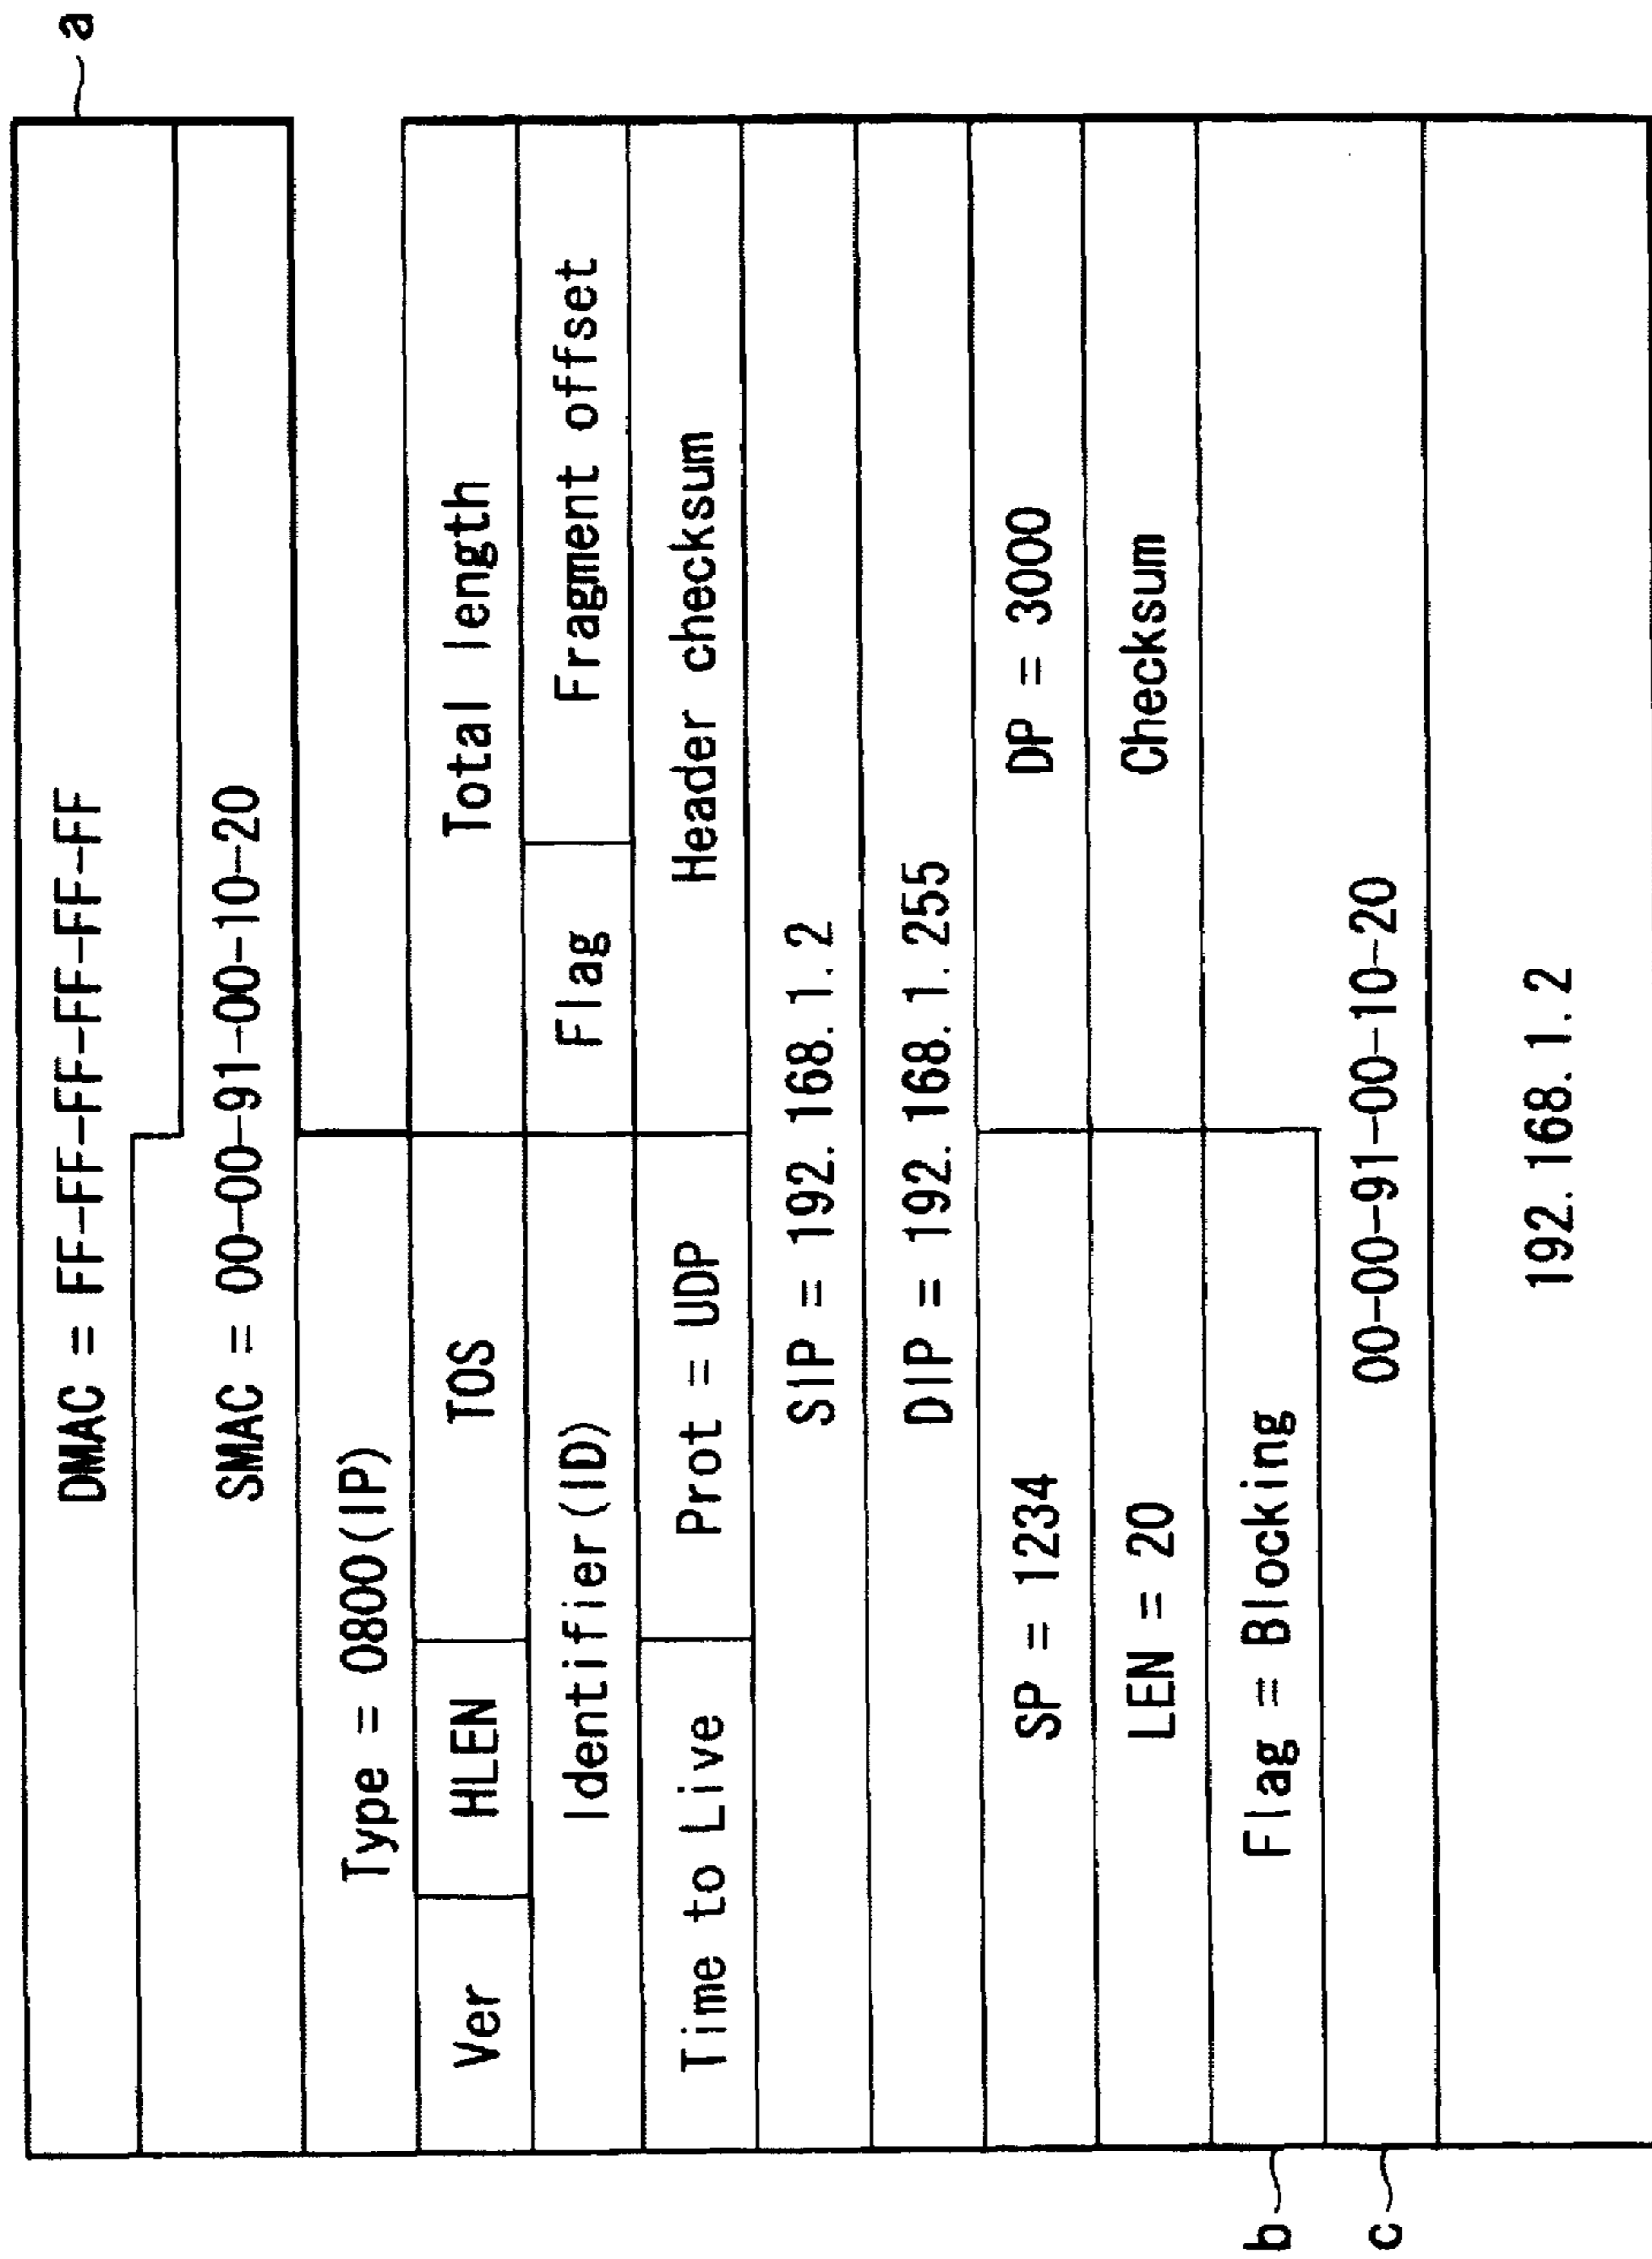 DMAC = FF-FF-FF-FF-FF-FF a
SMAC = 00-00-91-00-10-20
Type = 0800(IP)
Ver HLEN TOS Total length
Identifier(ID) Flag Fragment offset
Time to Live Prot = UDP Header checksum
SIP = 192.168.1.2
DIP = 192.168.1.255
SP = 1234 DP = 3000
LEN = 20 Checksum
b Flag = Blocking
c 00-00-91-00-10-20
192.168.1.2